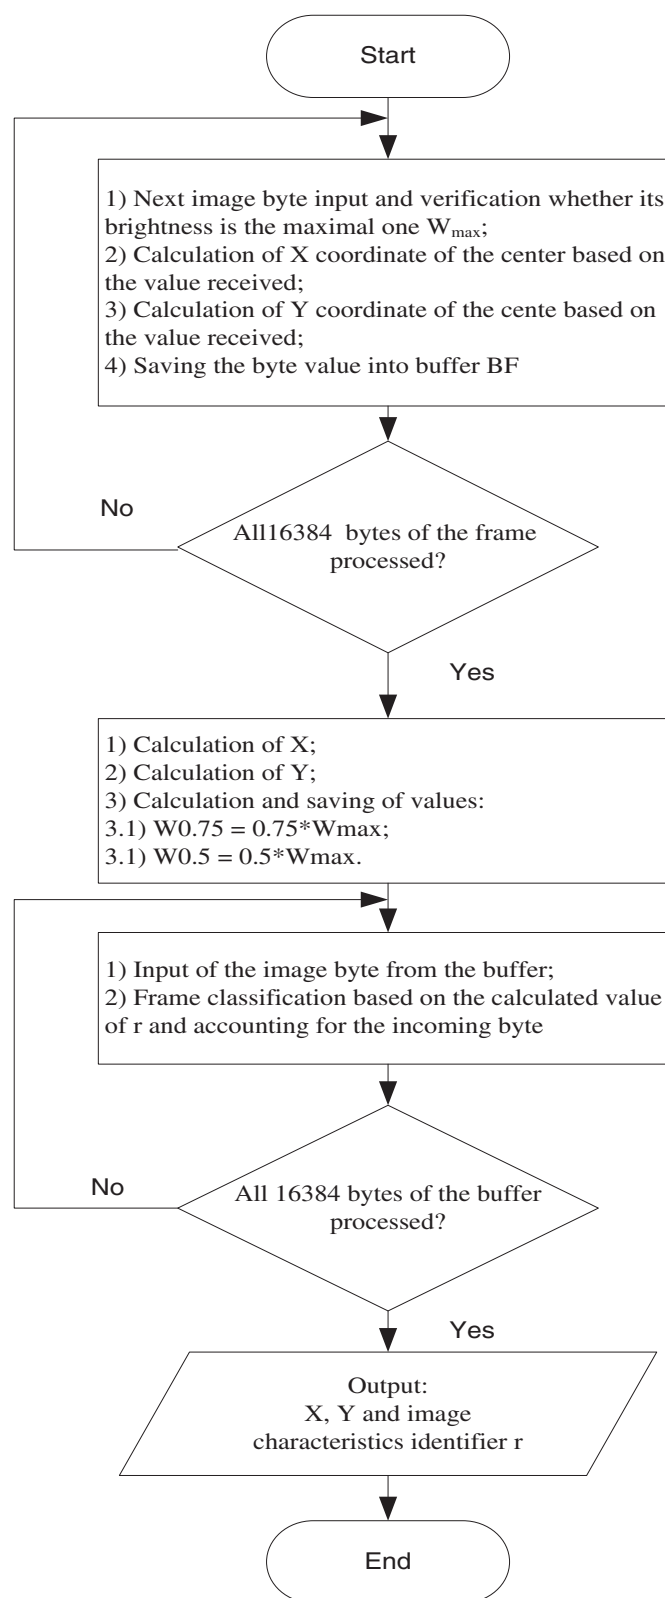 Start
1) Next image byte input and verification whether its
brightness is the maximal one Wmax;
2) Calculation of X coordinate of the center based on
the value received;
3) Calculation of Y coordinate of the cente based on
the value received;
4) Saving the byte value into buffer BF
No
All16384 bytes of the frame
processed?
Yes
1) Calculation of X;
2) Calculation of Y;
3) Calculation and saving of values:
3.1) W0.75 = 0.75*Wmax;
3.1) W0.5 = 0.5*Wmax.
1) Input of the image byte from the buffer;
2) Frame classification based on the calculated value
of r and accounting for the incoming byte
No
All 16384 bytes of the buffer
processed?
Yes
Output:
X, Y and image
characteristics identifier r
End